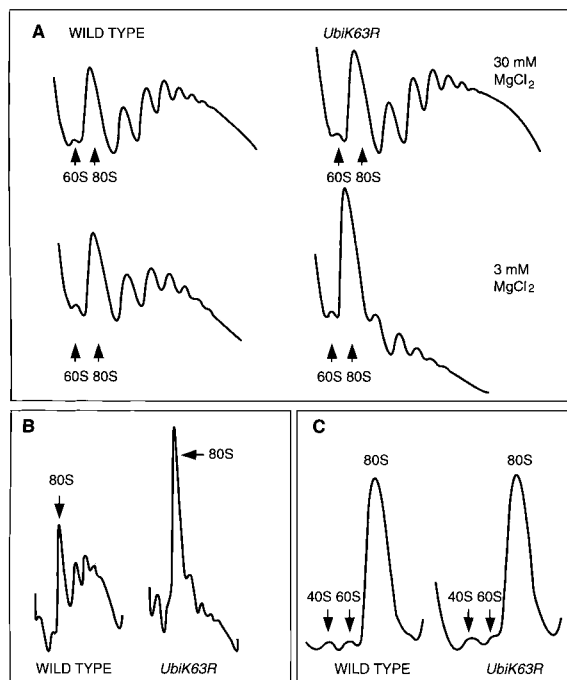 A
WILD TYPE
UbiK63R
30 mM
MgCl2
60S 80S
60S 80S
3 mM
MgCl2
60S 80S
60S 80S
B
80S
80S
WILD TYPE
UbiK63R
C
80S
80S
40S 60S
40S 60S
WILD TYPE
UbiK63R